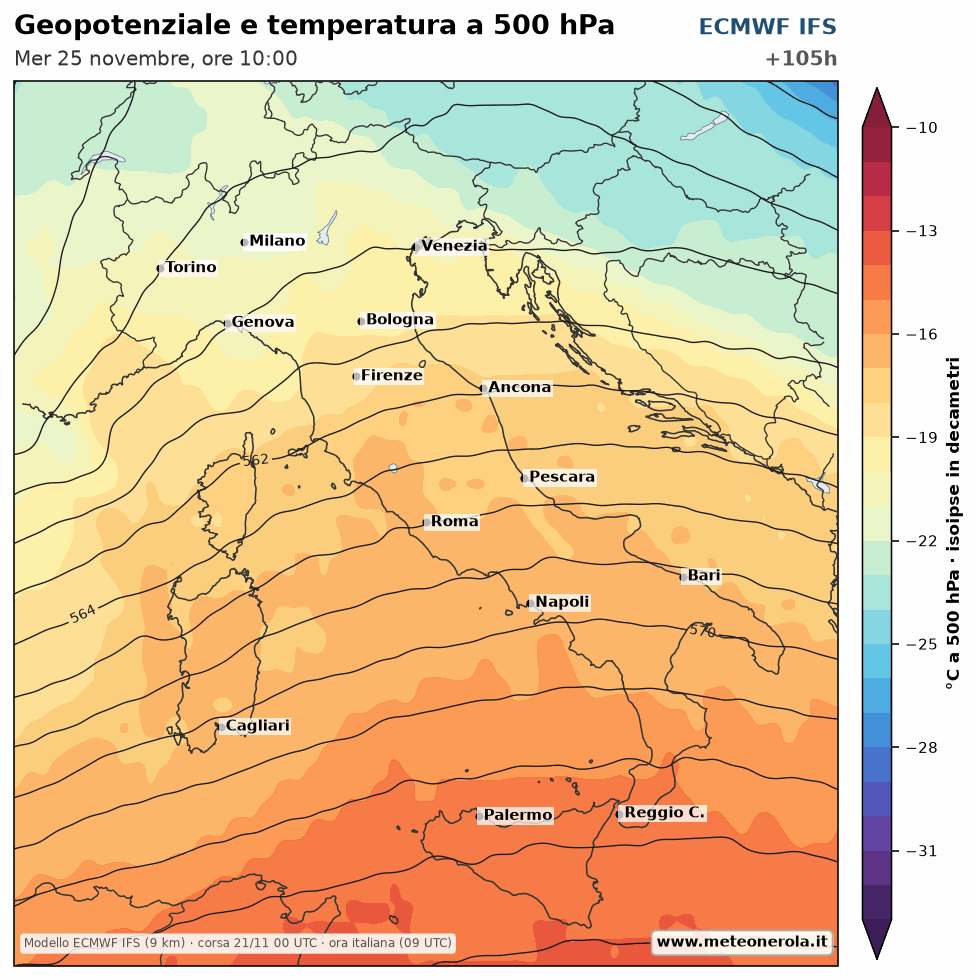 Geopotenziale e temperatura a 500 hPa
ECMWF IFS
Mer 25 novembre, ore 10:00
+105h
Milano
Venezia
Torino
Genova
Bologna
Firenze
Ancona
562
Pescara
Roma
Bari
Napoli
564
570
Cagliari
Palermo
Reggio C.
−10
−13
−16
−19
−22
−25
−28
−31
°C a 500 hPa · isoipse in decametri
Modello ECMWF IFS (9 km) · corsa 21/11 00 UTC · ora italiana (09 UTC)
www.meteonerola.it